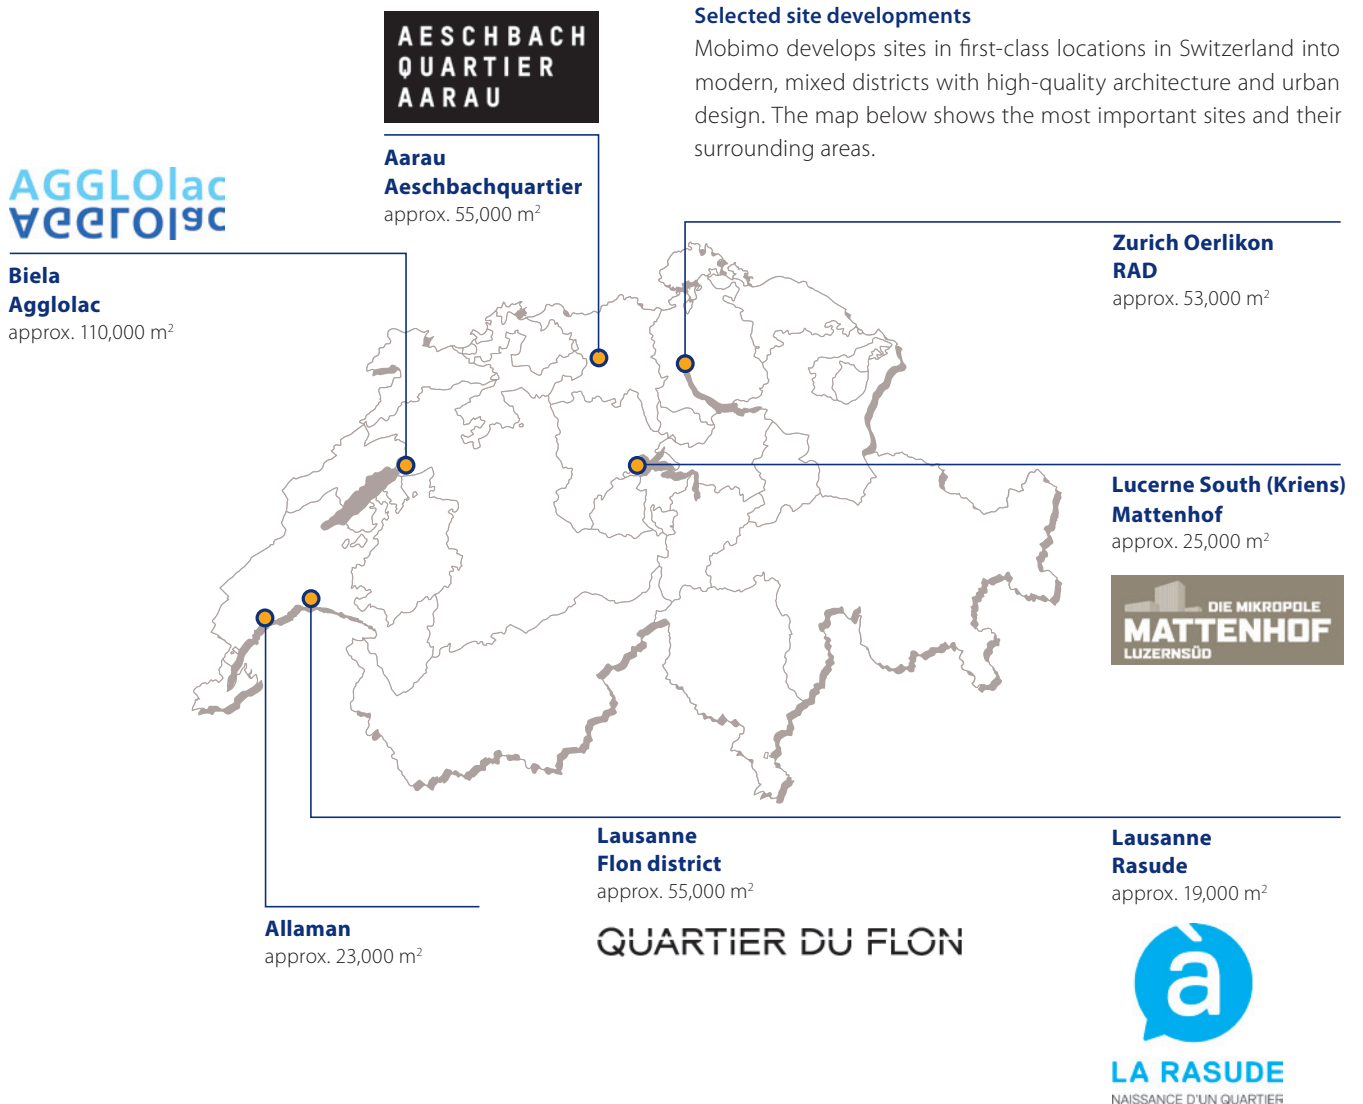 AESCHBACH
QUARTIER
AARAU
Selected site developments
Mobimo develops sites in first-class locations in Switzerland into
modern, mixed districts with high-quality architecture and urban
design. The map below shows the most important sites and their
surrounding areas.
Aarau
Aeschbachquartier
approx. 55,000 m²
AGGLOlac
AGGLOlac
Biela
Agglolac
approx. 110,000 m²
Zurich Oerlikon
RAD
approx. 53,000 m²
Lucerne South (Kriens)
Mattenhof
approx. 25,000 m²
DIE MIKROPOLE
MATTENHOF
LUZERNSÜD
Lausanne
Flon district
approx. 55,000 m²
QUARTIER DU FLON
Lausanne
Rasude
approx. 19,000 m²
à
LA RASUDE
NAISSANCE D'UN QUARTIER
Allaman
approx. 23,000 m²